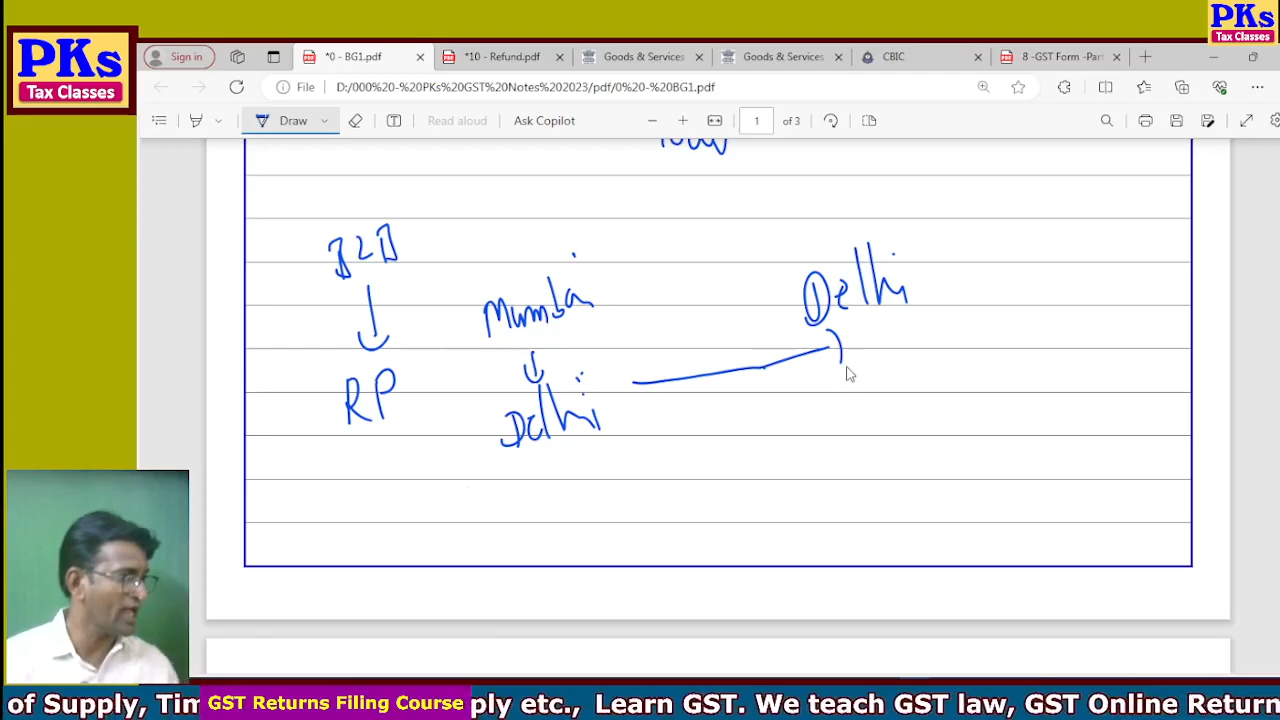 PKs
Tax Classes
PKs
Tax Classes
Sign in
*0 - BG1.pdf
*10 - Refund.pdf
Goods & Services
Goods & Services
CBIC
8 -GST Form -Part
File
D:/000%20-%20PKs%20GST%20Notes%202023/pdf/0%20-%20BG1.pdf
Draw
Read aloud
Ask Copilot
1
of 3
B2B
Mumbai
Delhi
RP
Delhi
of Supply, Tim
GST Returns Filing Course
ply etc., Learn GST. We teach GST law, GST Online Return